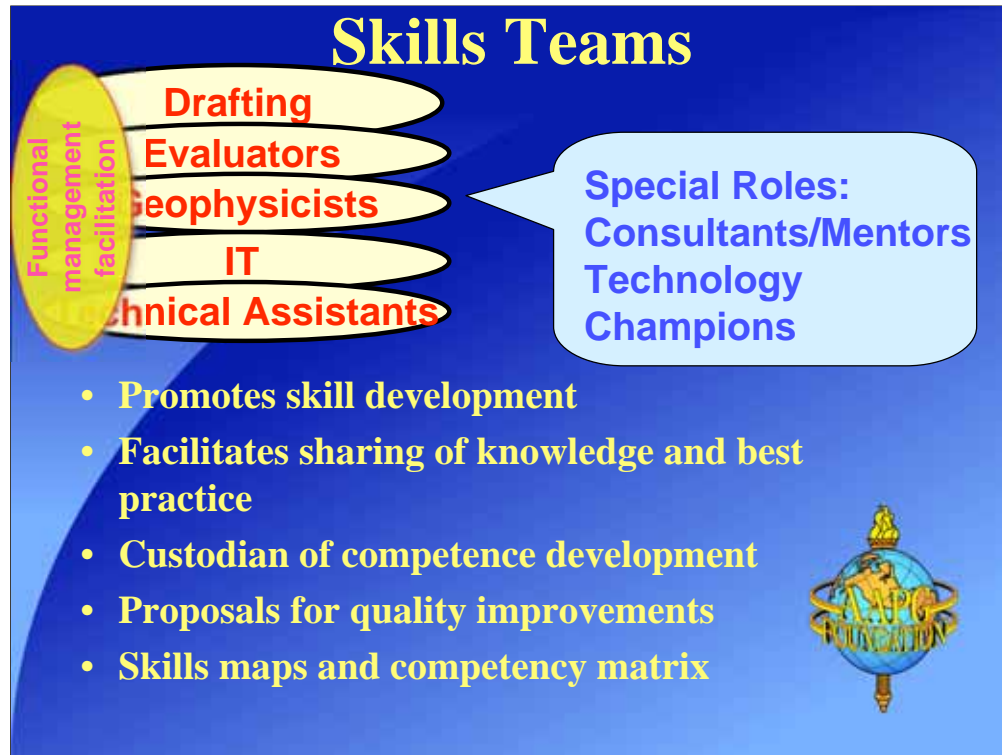 Skills Teams
Drafting
Evaluators
Geophysicists
IT
Technical Assistants
Functional
management
facilitation
Special Roles:
Consultants/Mentors
Technology
Champions
• Promotes skill development
• Facilitates sharing of knowledge and best
practice
• Custodian of competence development
• Proposals for quality improvements
• Skills maps and competency matrix
AAPG
FOUNDATION